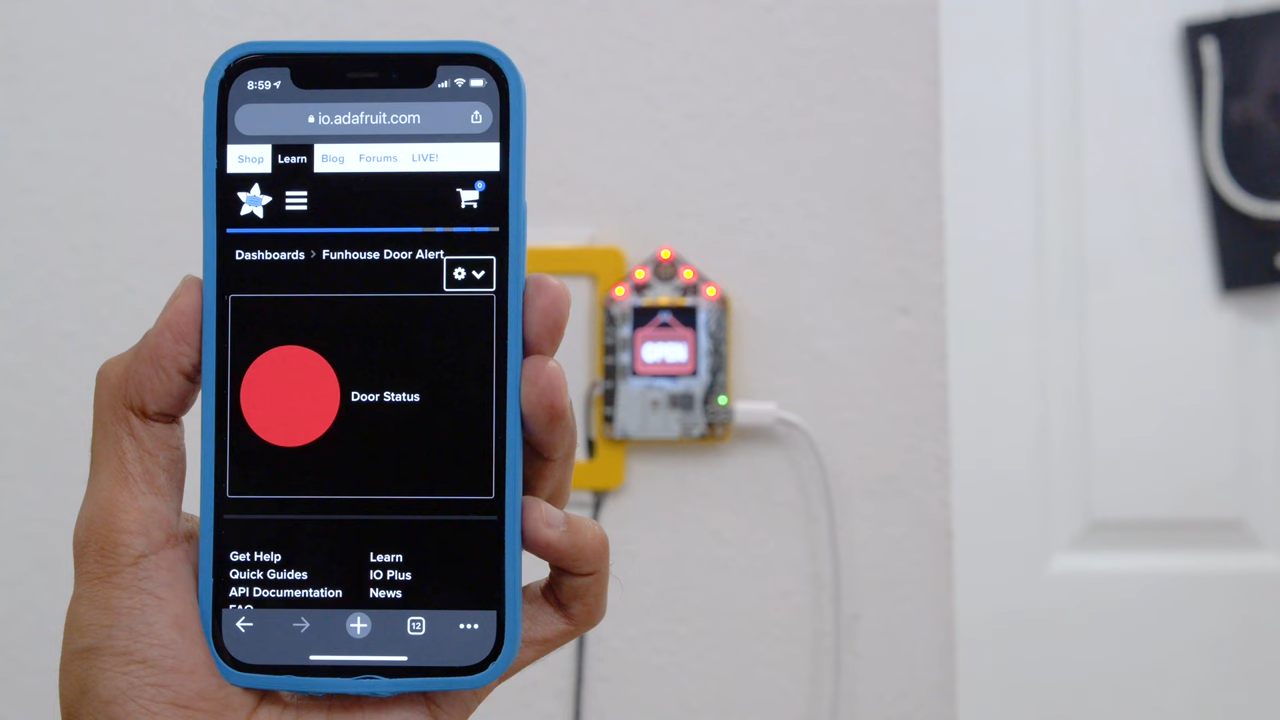 8:59
io.adafruit.com
Shop Learn Blog Forums LIVE!
0
Dashboards > Funhouse Door Alert
Door Status
Get Help Learn
Quick Guides IO Plus
API Documentation News
FAQ
12
OPEN